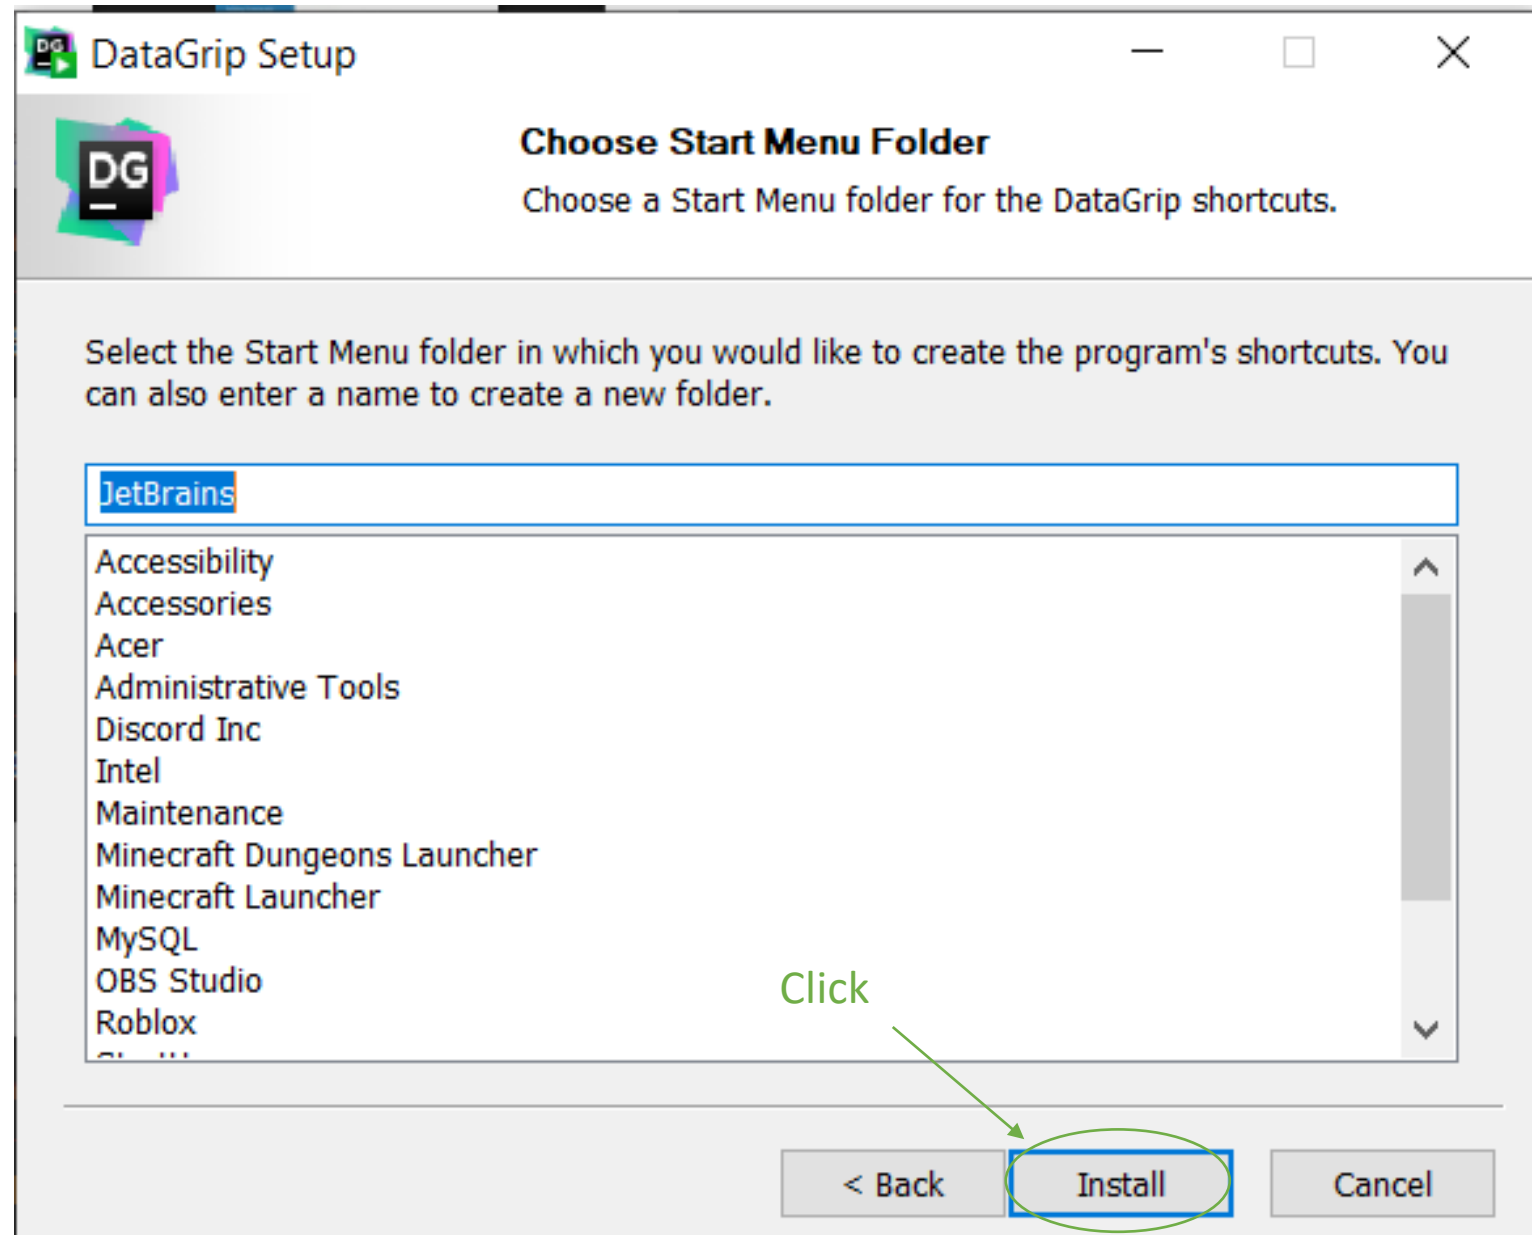 DataGrip Setup
DG
Choose Start Menu Folder
Choose a Start Menu folder for the DataGrip shortcuts.
Select the Start Menu folder in which you would like to create the program's shortcuts. You
can also enter a name to create a new folder.
JetBrains
Accessibility
Accessories
Acer
Administrative Tools
Discord Inc
Intel
Maintenance
Minecraft Dungeons Launcher
Minecraft Launcher
MySQL
OBS Studio
Roblox
Click
< Back
Install
Cancel